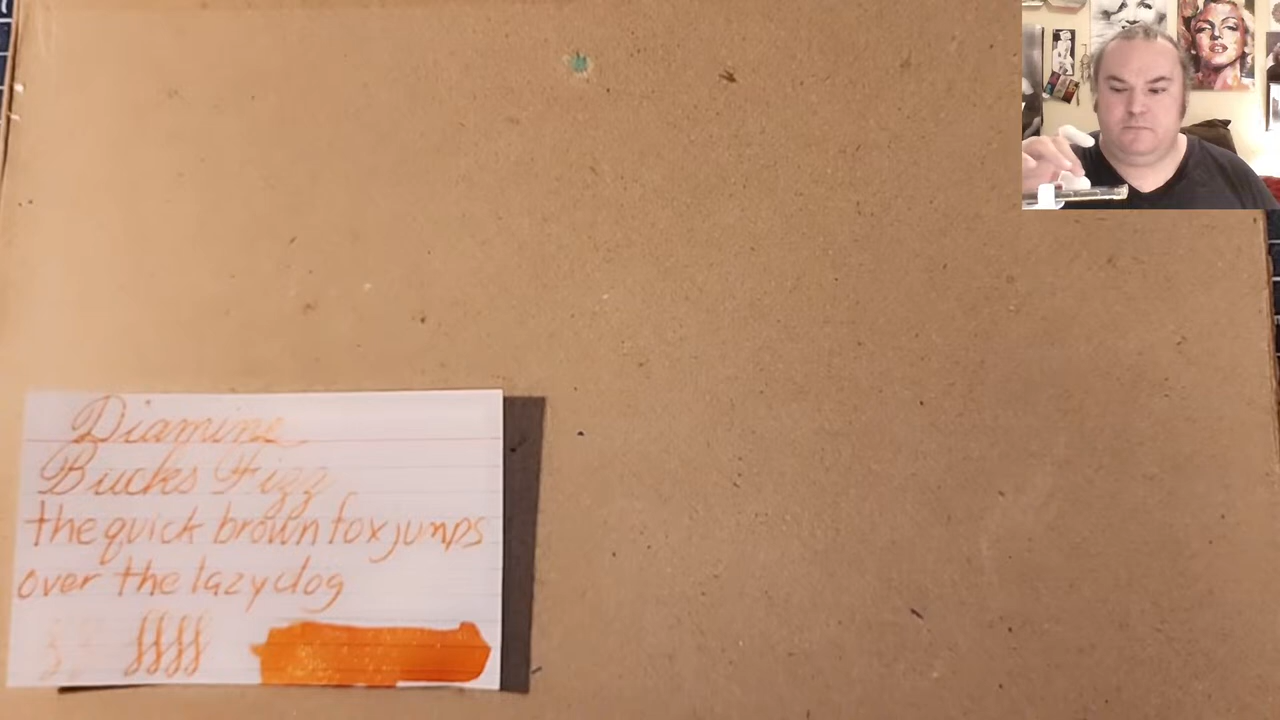 Diamine
Bucks Fizz
the quick brown fox jumps
over the lazy dog